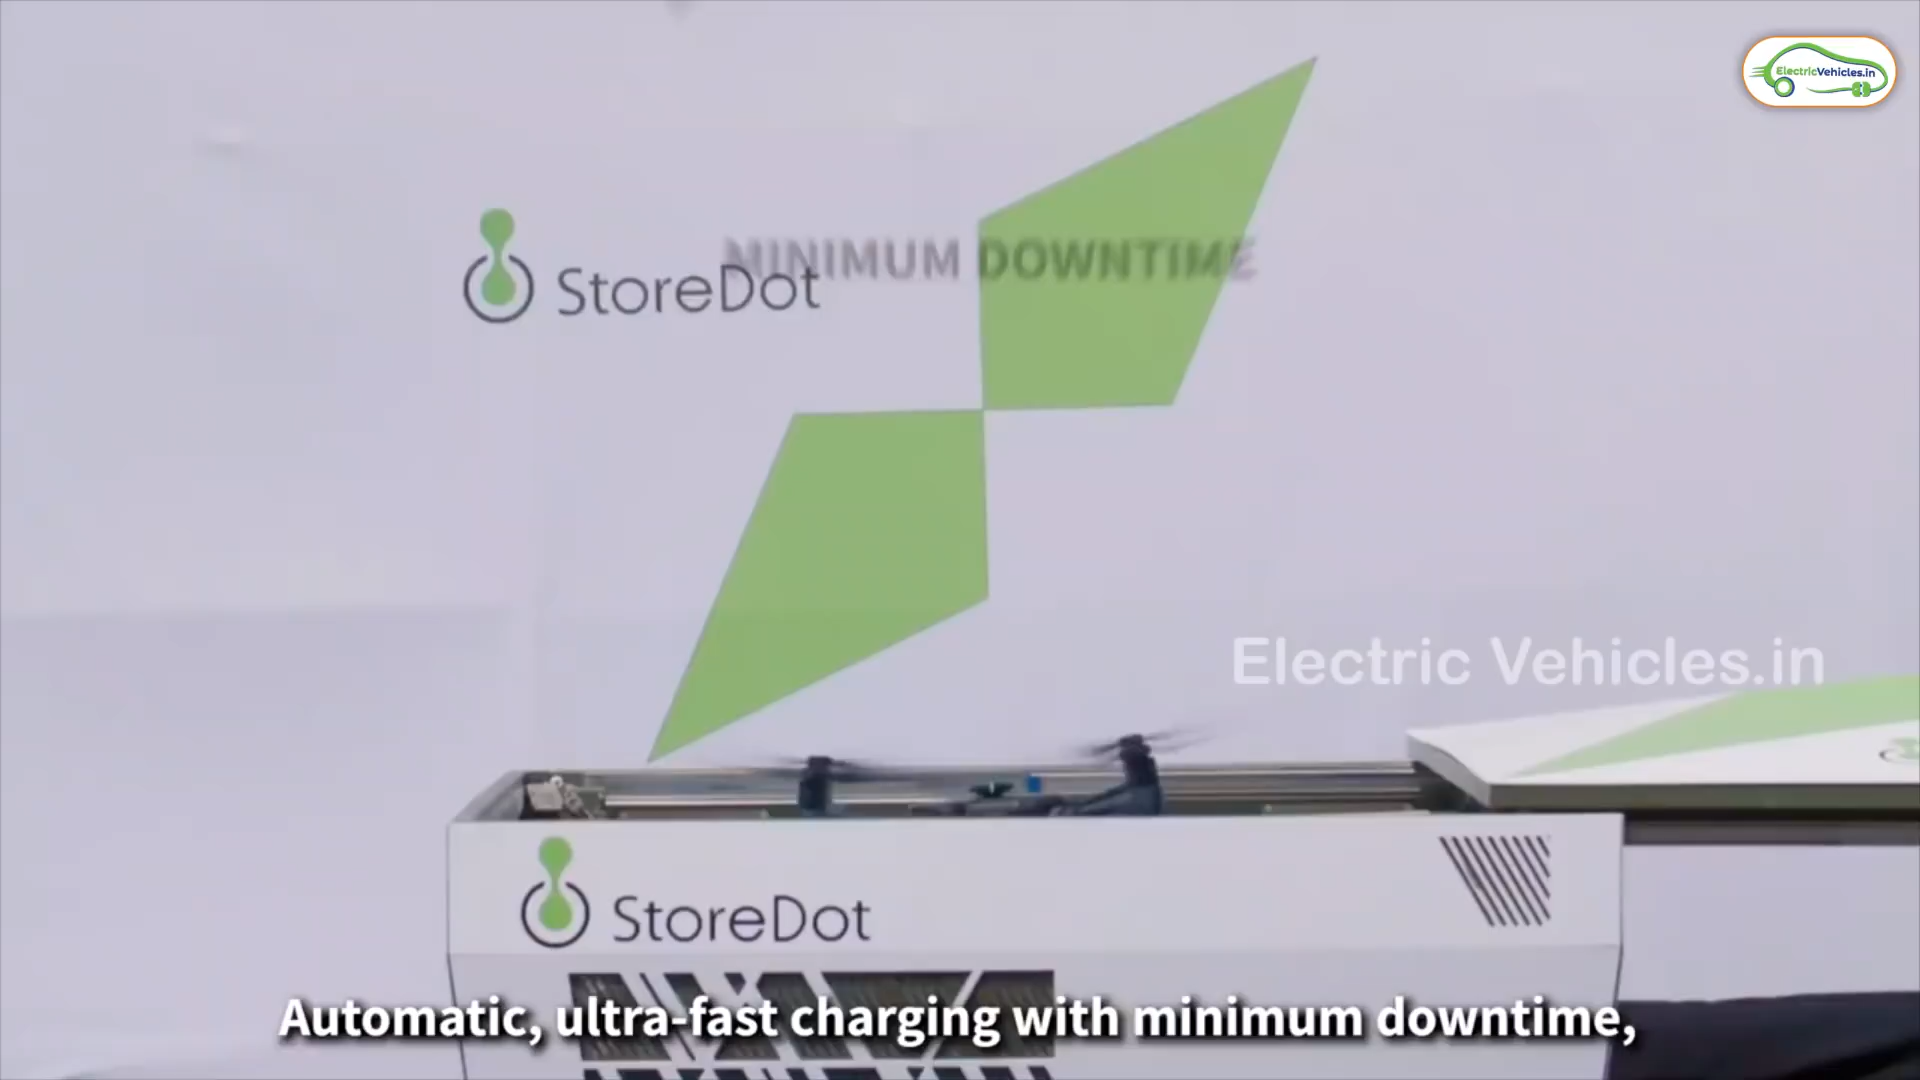 ElectricVehicles.in
MINIMUM DOWNTIME
StoreDot
Electric Vehicles.in
StoreDot
Automatic, ultra-fast charging with minimum downtime,